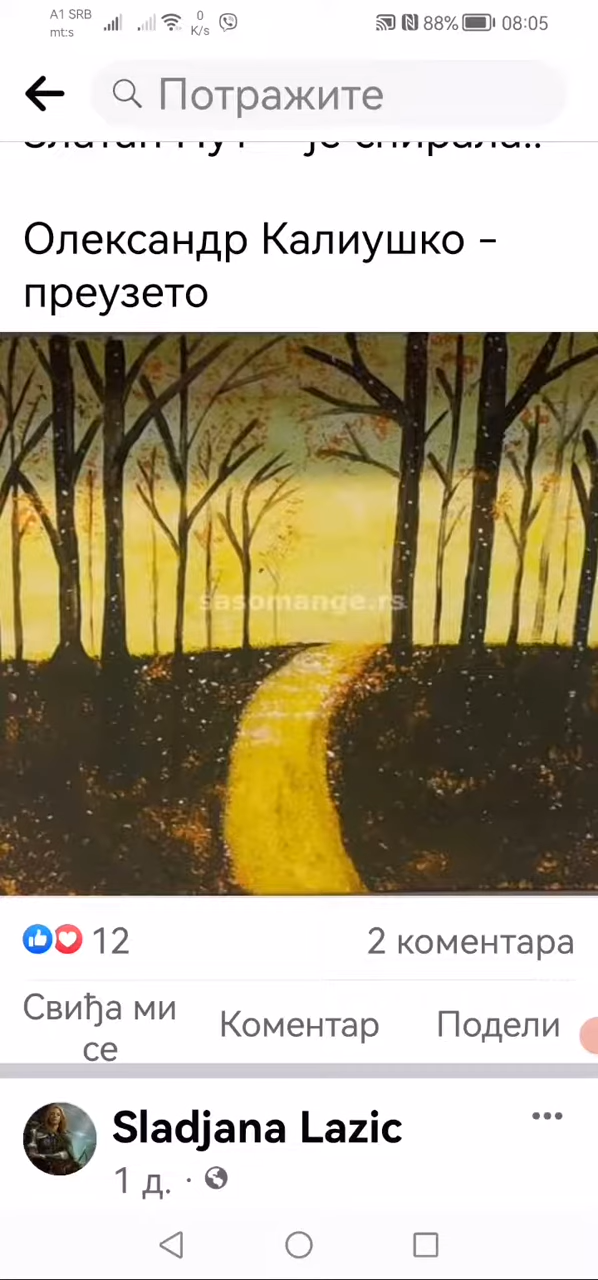 A1 SRB
mt:s
0
K/s
88%
08:05
Потражите
Олександр Калиушко -
преузето
sasomange.rs
12
2 коментара
Свиђа ми
се
Коментар
Подели
Sladjana Lazic
1 д. ·